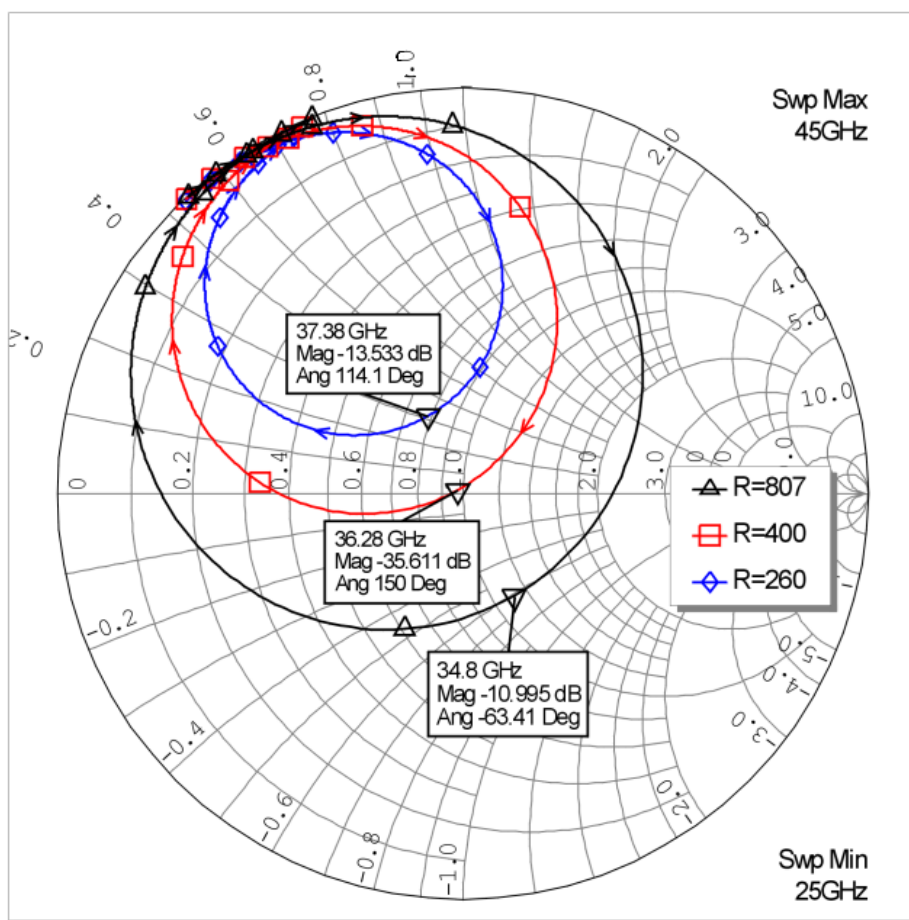 1.0
0.8
Swp Max
45GHz
0.6
2.0
0.4
3.0
4.0
5.0
0.2
37.38 GHz
Mag -13.533 dB
Ang 114.1 Deg
10.0
0
0.2
0.4
0.6
1.0
2.0
3.0
R=807
36.28 GHz
Mag -35.611 dB
Ang 150 Deg
R=400
R=260
-0.2
34.8 GHz
Mag -10.995 dB
Ang -63.41 Deg
-5.0
-4.0
-3.0
-0.4
-2.0
-0.6
-0.8
-1.0
Swp Min
25GHz